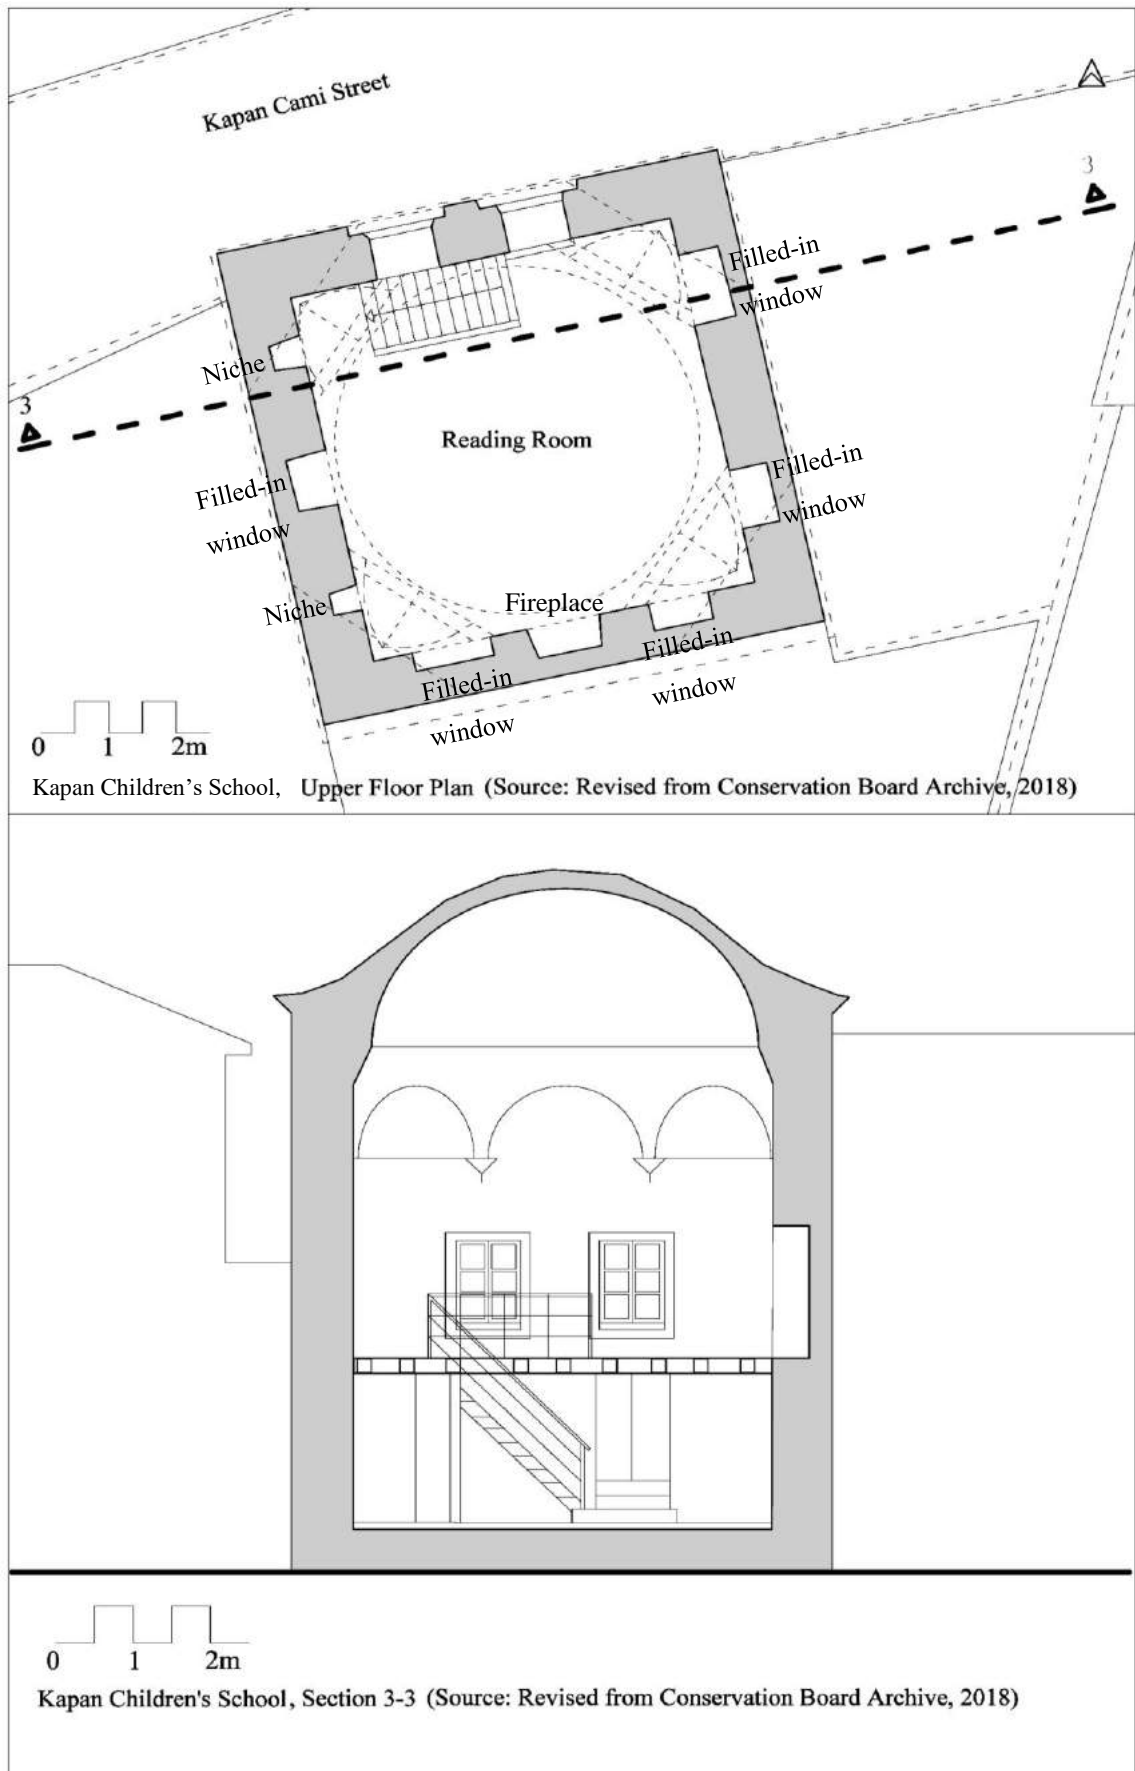 Kapan Cami Street
3
Filled-in
window
Niche
3
Reading Room
Filled-in
window
Filled-in
window
Niche
Fireplace
Filled-in
window
Filled-in
window
0 1 2m
Kapan Children’s School, Upper Floor Plan (Source: Revised from Conservation Board Archive, 2018)
0 1 2m
Kapan Children's School, Section 3-3 (Source: Revised from Conservation Board Archive, 2018)